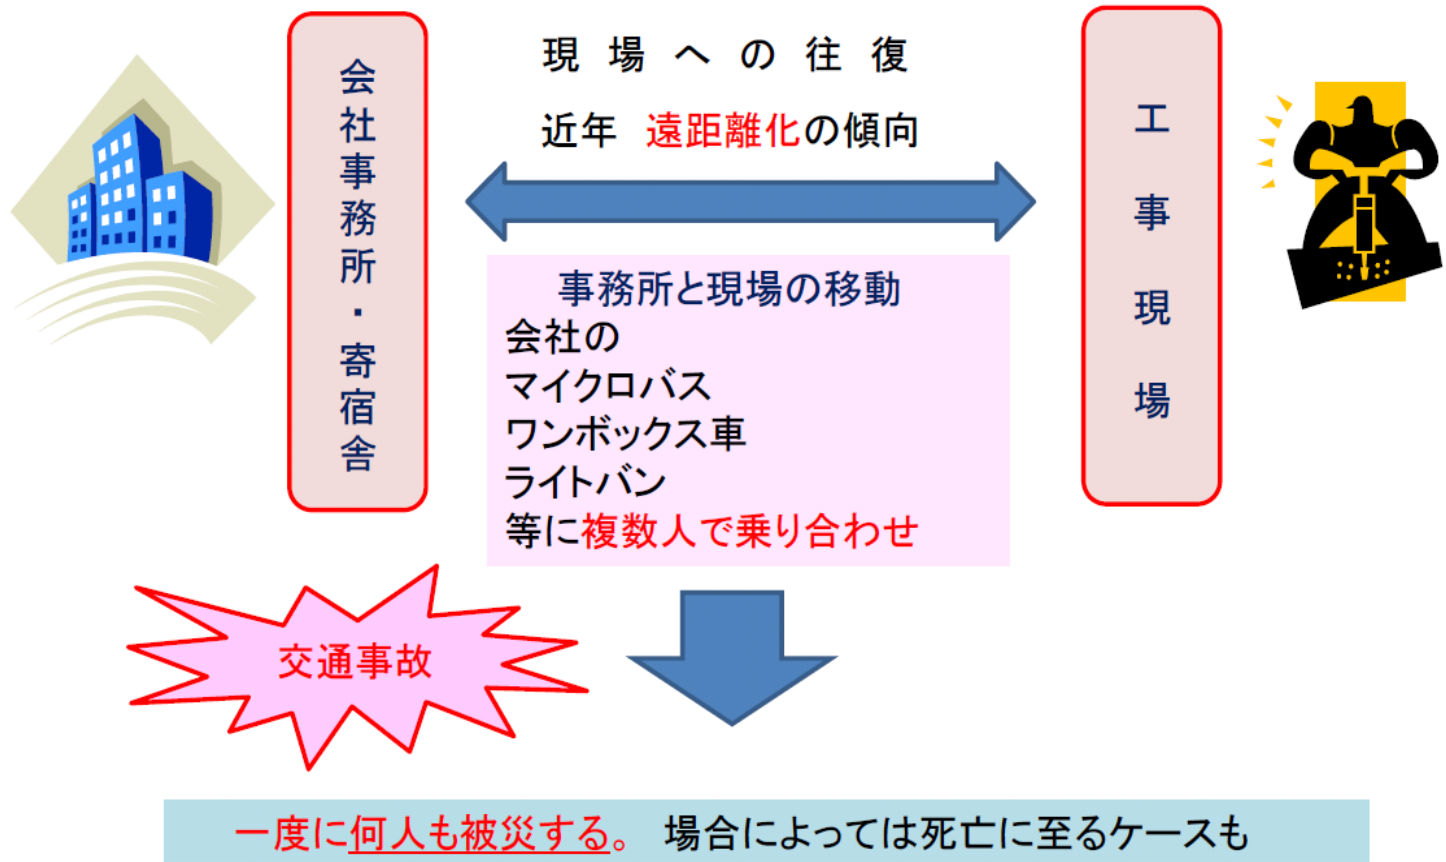 会社事務所・寄宿舎
現場への往復
近年 遠距離化の傾向
工事現場
事務所と現場の移動
会社の
マイクロバス
ワンボックス車
ライトバン
等に複数人で乗り合わせ
交通事故
一度に何人も被災する。 場合によっては死亡に至るケースも